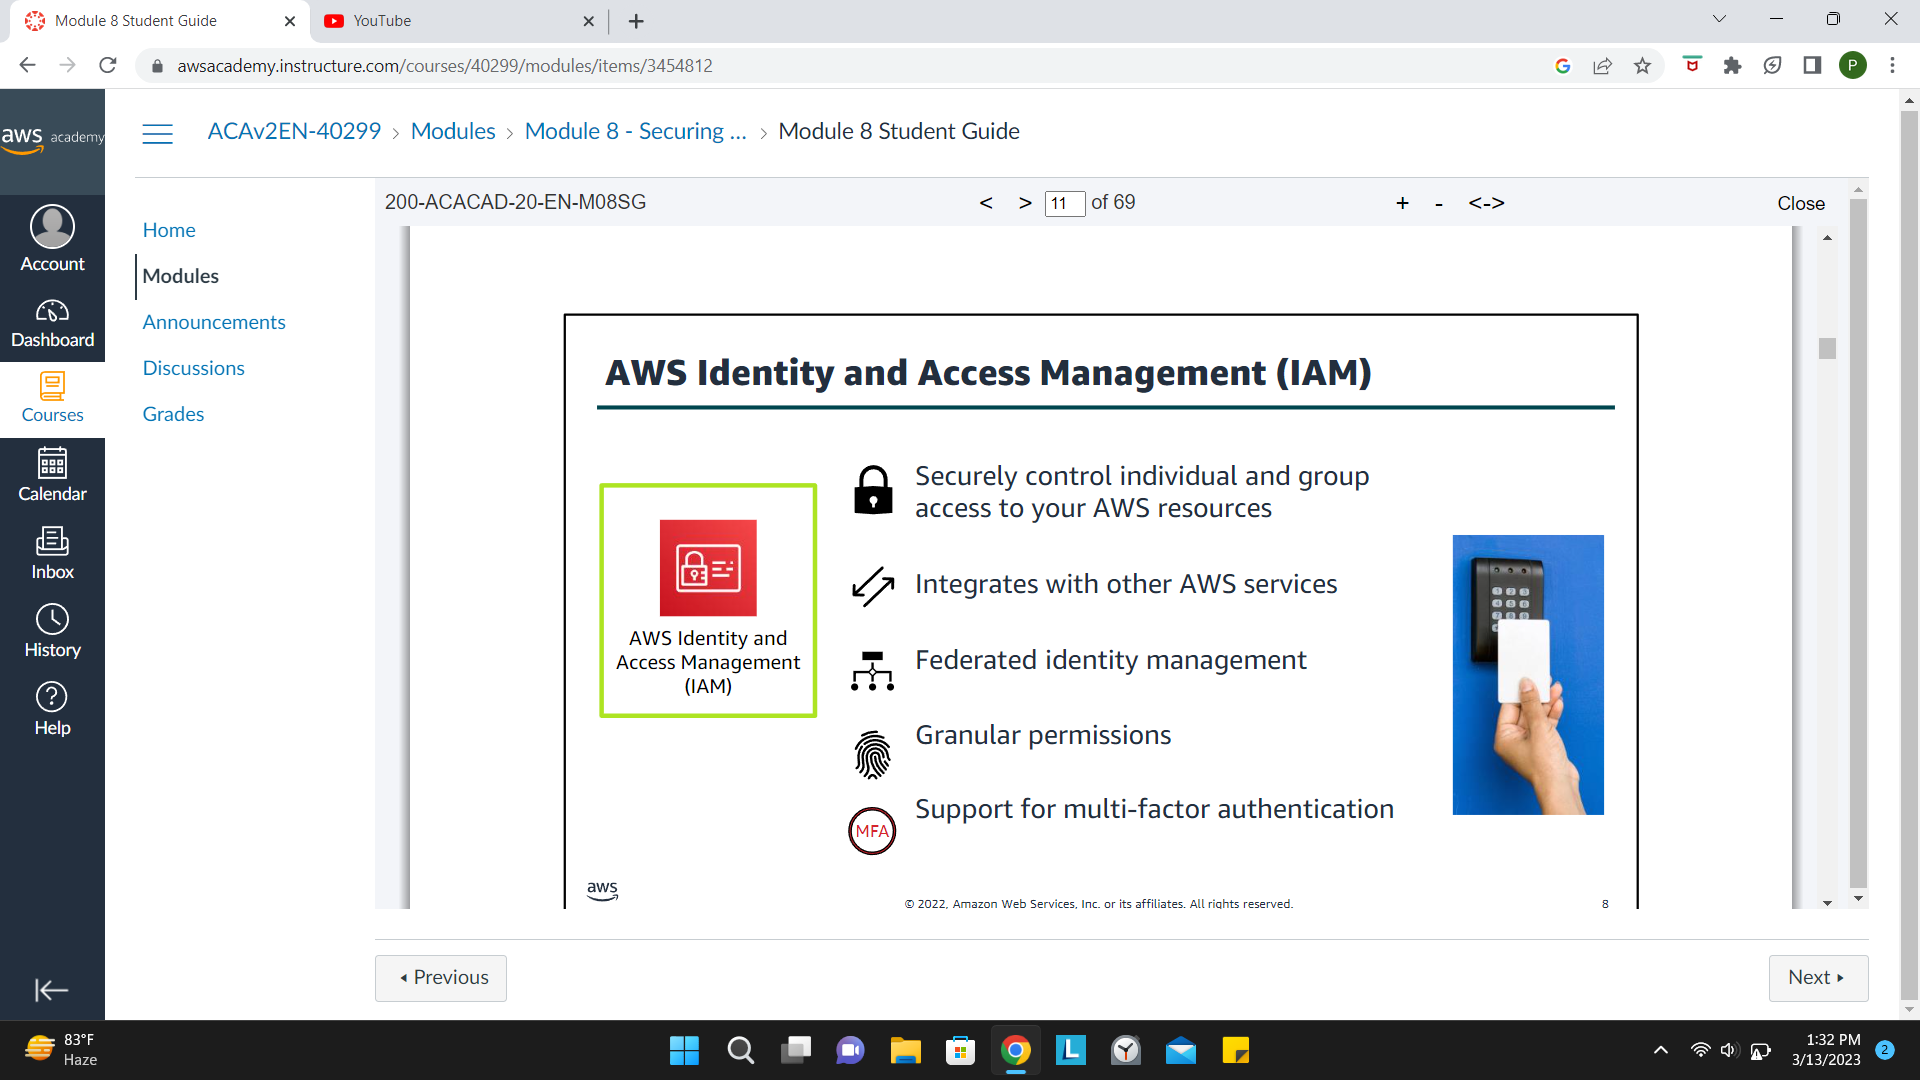 Module 8 Student Guide
YouTube
awsacademy.instructure.com/courses/40299/modules/items/3454812
P
aws academy
ACAv2EN-40299 > Modules > Module 8 - Securing ... > Module 8 Student Guide
200-ACACAD-20-EN-M08SG
< > 11 of 69
+ - <->
Close
Account
Dashboard
Courses
Calendar
Inbox
History
Help
Home
Modules
Announcements
Discussions
Grades
AWS Identity and Access Management (IAM)
AWS Identity and
Access Management
(IAM)
Securely control individual and group
access to your AWS resources
Integrates with other AWS services
Federated identity management
Granular permissions
MFA
Support for multi-factor authentication
aws
© 2022, Amazon Web Services, Inc. or its affiliates. All rights reserved.
8
Previous
Next
83°F
Haze
L
1:32 PM
3/13/2023
2